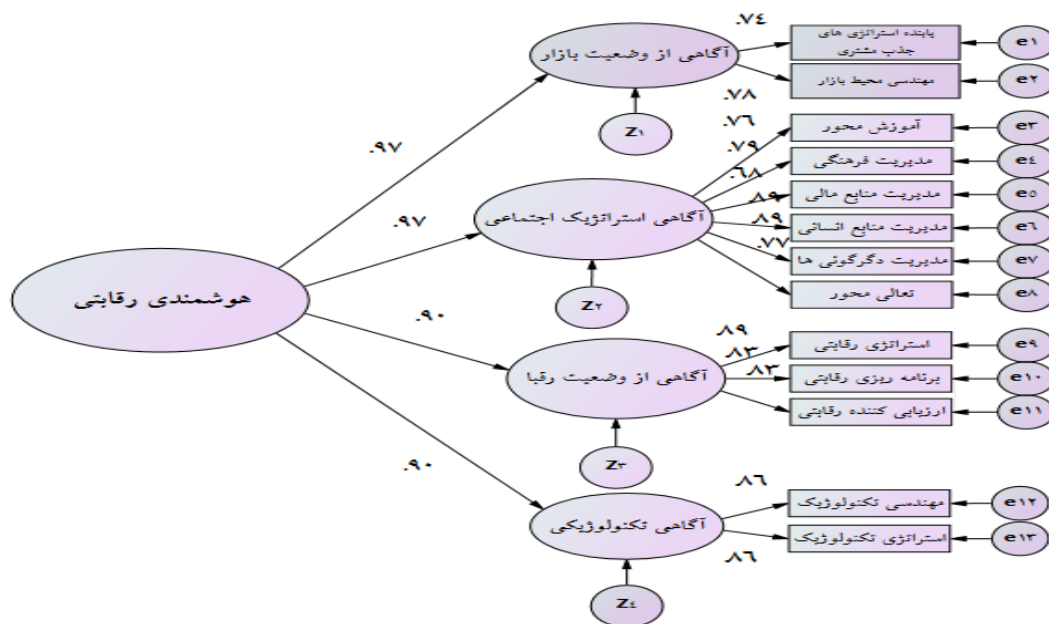 هوشمندی رقابتی
.۹۷
.۹۷
.۹۰
.۹۰
آگاهی از وضعیت بازار
z۱
.۷٤
.۷۸
یابنده استراتژی های
جذب مشتری
e۱
مهندسی محیط بازار
e۲
آگاهی استراتژیک اجتماعی
z۲
.۷۶
.۷۹
.۶۸
.۸۹
.۸۹
.۷۷
آموزش محور
e۳
مدیریت فرهنگی
e٤
مدیریت منابع مالی
e۵
مدیریت منابع انسانی
e۶
مدیریت دگرگونی ها
e۷
تعالی محور
e۸
آگاهی از وضعیت رقبا
z۳
.۸۹
.۸۳
.۸۳
استراتژی رقابتی
e۹
برنامه ریزی رقابتی
e۱۰
ارزیابی کننده رقابتی
e۱۱
آگاهی تکنولوژیکی
z٤
.۸۶
.۸۶
مهندسی تکنولوژیک
e۱۲
استراتژی تکنولوژیک
e۱۳